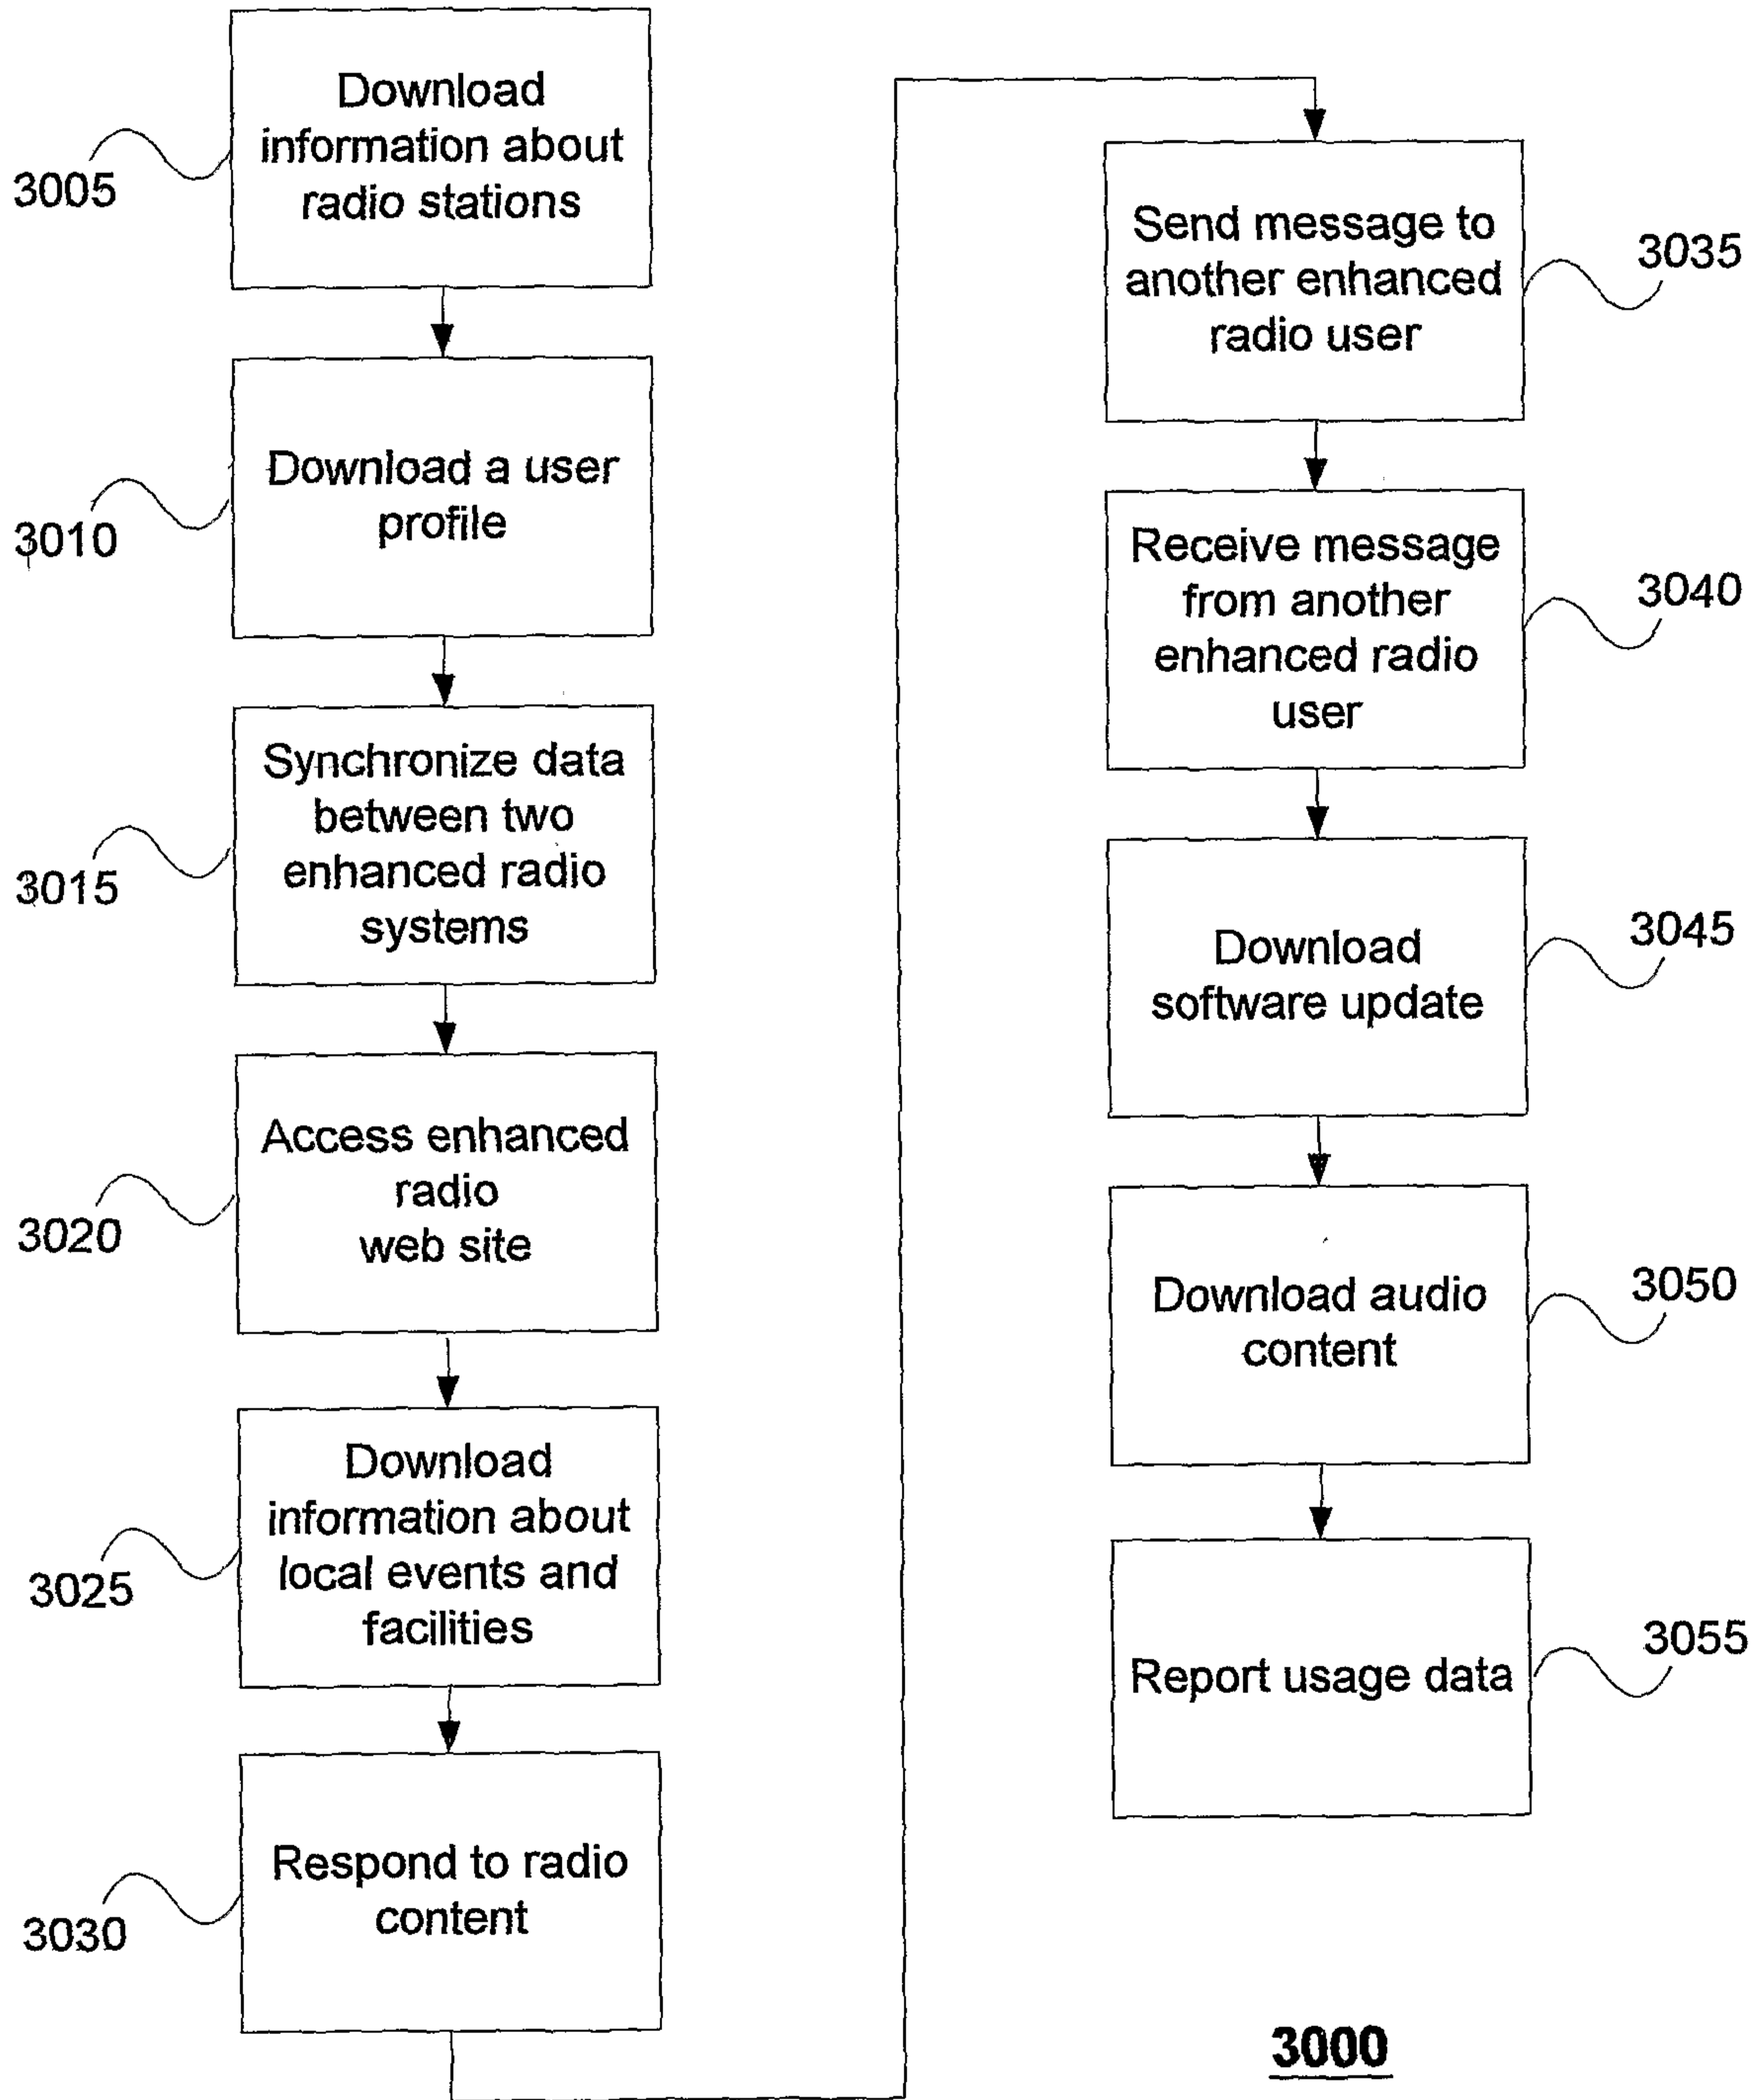 Download
information about
radio stations
3005
Download a user
profile
3010
Synchronize data
between two
enhanced radio
systems
3015
Access enhanced
radio
web site
3020
Download
information about
local events and
facilities
3025
Respond to radio
content
3030
Send message to
another enhanced
radio user
3035
Receive message
from another
enhanced radio
user
3040
Download
software update
3045
Download audio
content
3050
Report usage data
3055
3000